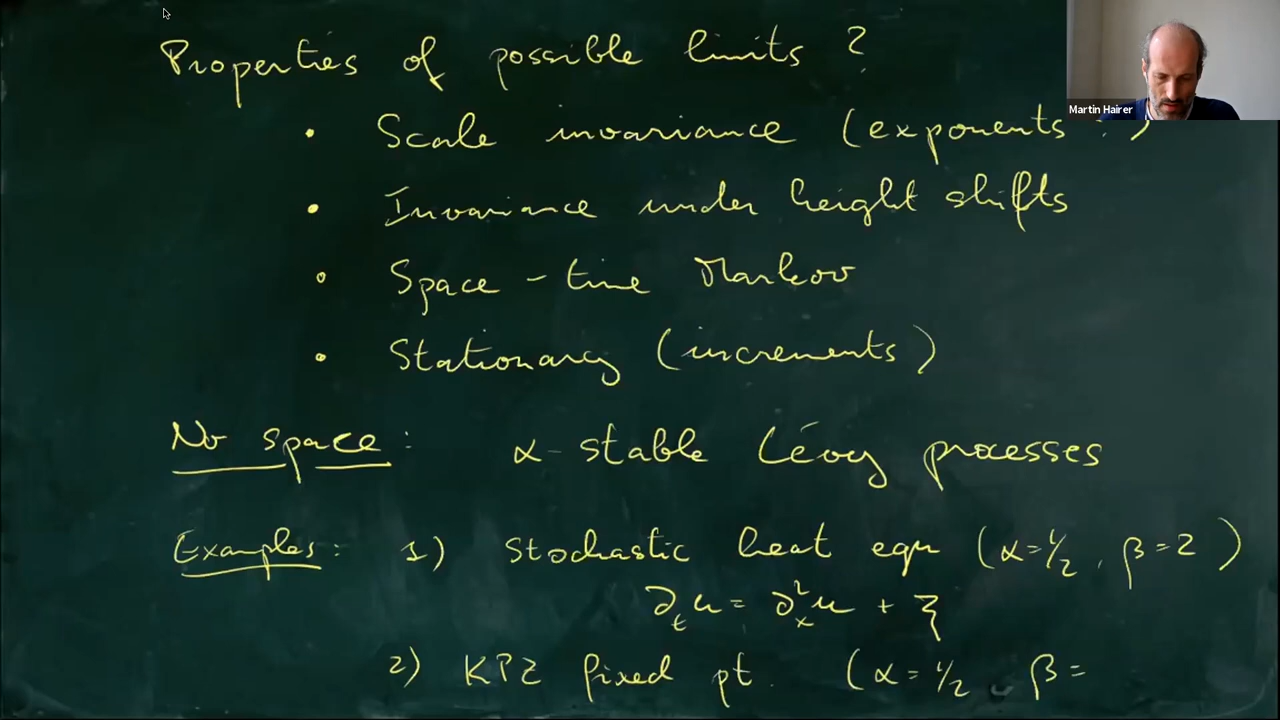 Properties of possible limits ?
Martin Hairer
• Scale invariance (exponents
• Invariance under height shifts
• Space-time Markov
• Stationary (increments)
No space: α-stable Lévy processes
Examples: 1) Stochastic heat eqn (α=1/2, β=2)
∂ₜu = ∂ₓ²u + ξ
2) KPZ fixed pt. (α=1/2, β=